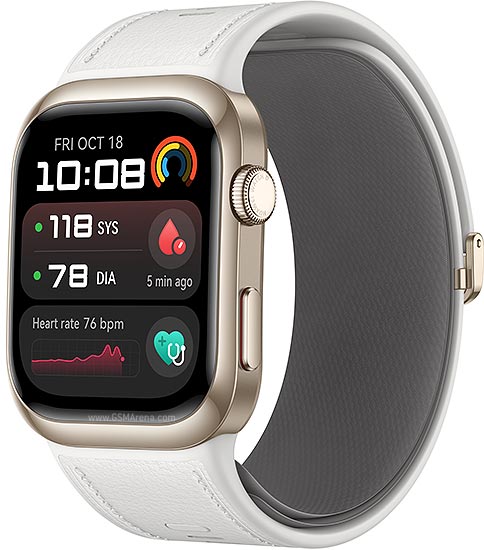 FRI OCT 18
10:08
118 SYS
78 DIA
5 min ago
Heart rate 76 bpm
www.GSMArena.com